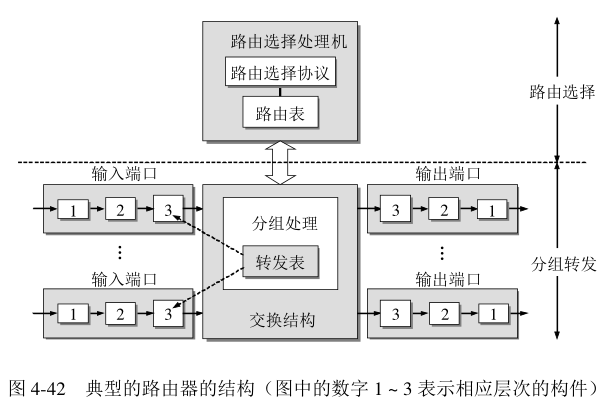 路由选择处理机
路由选择协议
路由表
路由选择
输入端口
输出端口
1 2 3
3 2 1
分组处理
转发表
分组转发
⋮
⋮
输入端口
输出端口
1 2 3
3 2 1
交换结构
图 4-42 典型的路由器的结构（图中的数字 1 ~ 3 表示相应层次的构件）